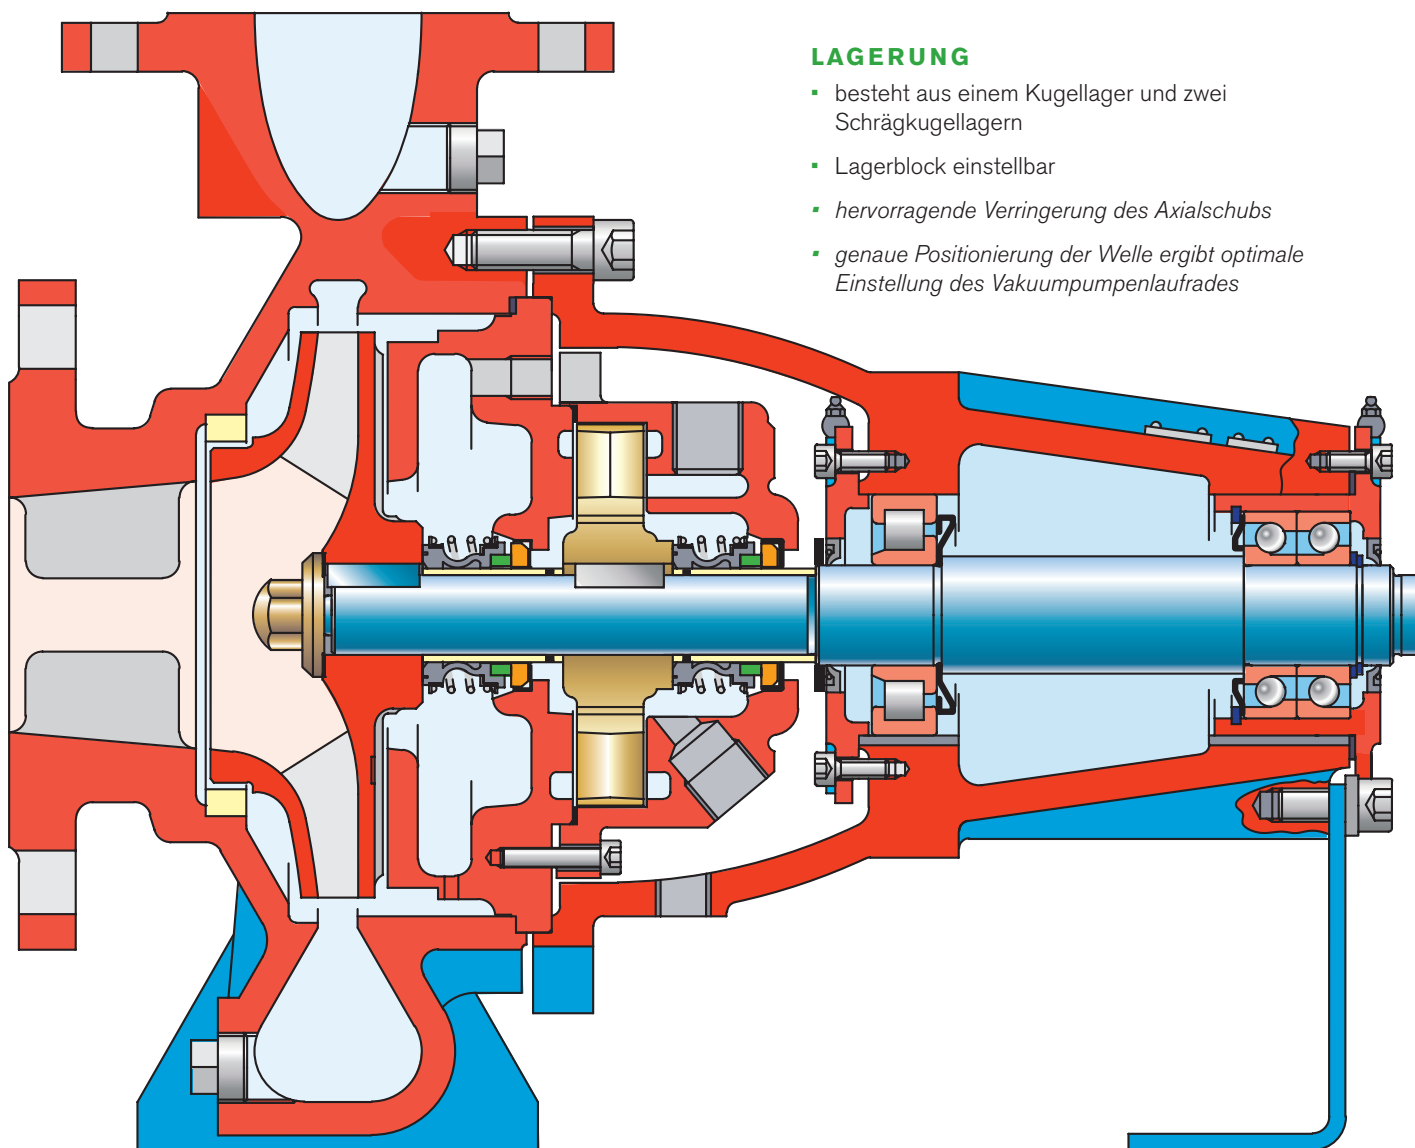 LAGERUNG
▪ besteht aus einem Kugellager und zwei
Schrägkugellagern
▪ Lagerblock einstellbar
▪ hervorragende Verringerung des Axialschubs
▪ genaue Positionierung der Welle ergibt optimale
Einstellung des Vakuumpumpenlaufrades